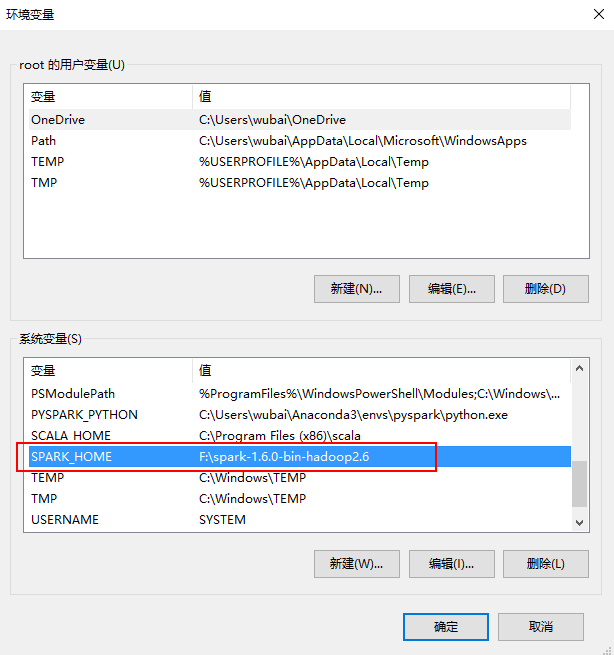 环境变量
root 的用户变量(U)
变量 值
OneDrive C:\Users\wubai\OneDrive
Path C:\Users\wubai\AppData\Local\Microsoft\WindowsApps
TEMP %USERPROFILE%\AppData\Local\Temp
TMP %USERPROFILE%\AppData\Local\Temp
新建(N)... 编辑(E)... 删除(D)
系统变量(S)
变量 值
PSModulePath %ProgramFiles%\WindowsPowerShell\Modules;C:\Windows\...
PYSPARK_PYTHON C:\Users\wubai\Anaconda3\envs\pyspark\python.exe
SCALA_HOME C:\Program Files (x86)\scala
SPARK_HOME F:\spark-1.6.0-bin-hadoop2.6
TEMP C:\Windows\TEMP
TMP C:\Windows\TEMP
USERNAME SYSTEM
新建(W)... 编辑(I)... 删除(L)
确定 取消